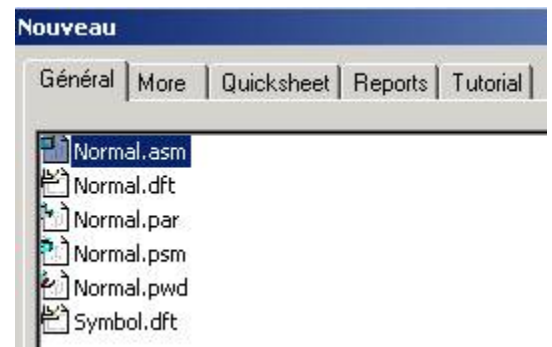 Nouveau
Général More Quicksheet Reports Tutorial
Normal.asm
Normal.dft
Normal.par
Normal.psm
Normal.pwd
Symbol.dft